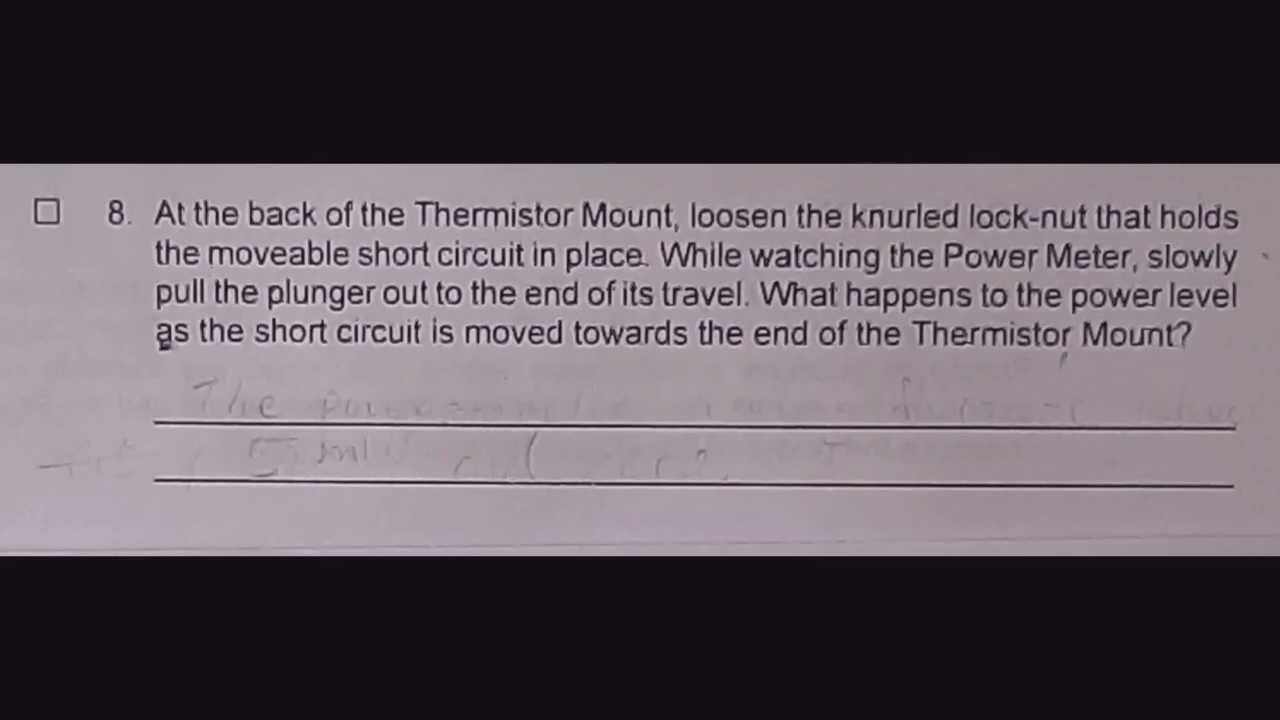 ☐ 8. At the back of the Thermistor Mount, loosen the knurled lock-nut that holds
the moveable short circuit in place. While watching the Power Meter, slowly
pull the plunger out to the end of its travel. What happens to the power level
as the short circuit is moved towards the end of the Thermistor Mount?
The